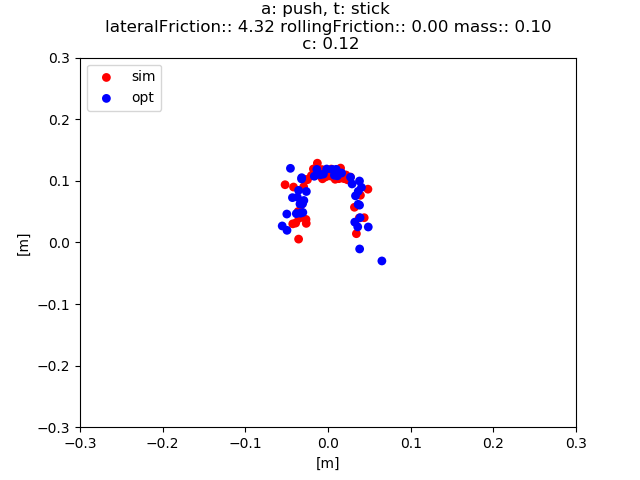 a: push, t: stick
lateralFriction:: 4.32 rollingFriction:: 0.00 mass:: 0.10
c: 0.12
sim
opt
0.3
0.2
0.1
0.0
−0.1
−0.2
−0.3
[m]
−0.3 −0.2 −0.1 0.0 0.1 0.2 0.3
[m]